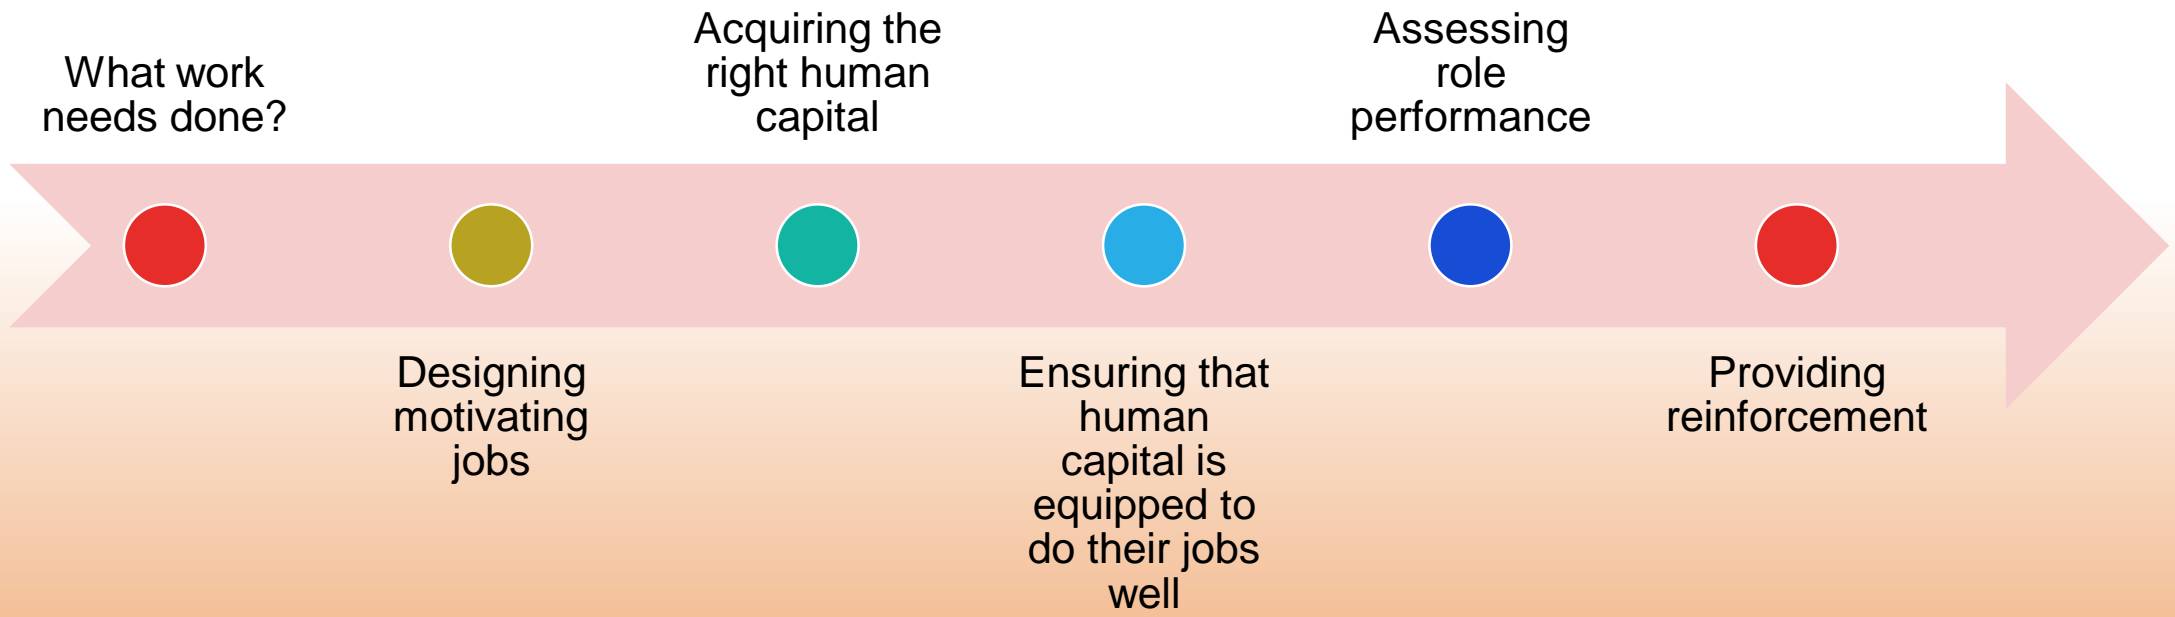 What work
needs done?
Designing
motivating
jobs
Acquiring the
right human
capital
Ensuring that
human
capital is
equipped to
do their jobs
well
Assessing
role
performance
Providing
reinforcement